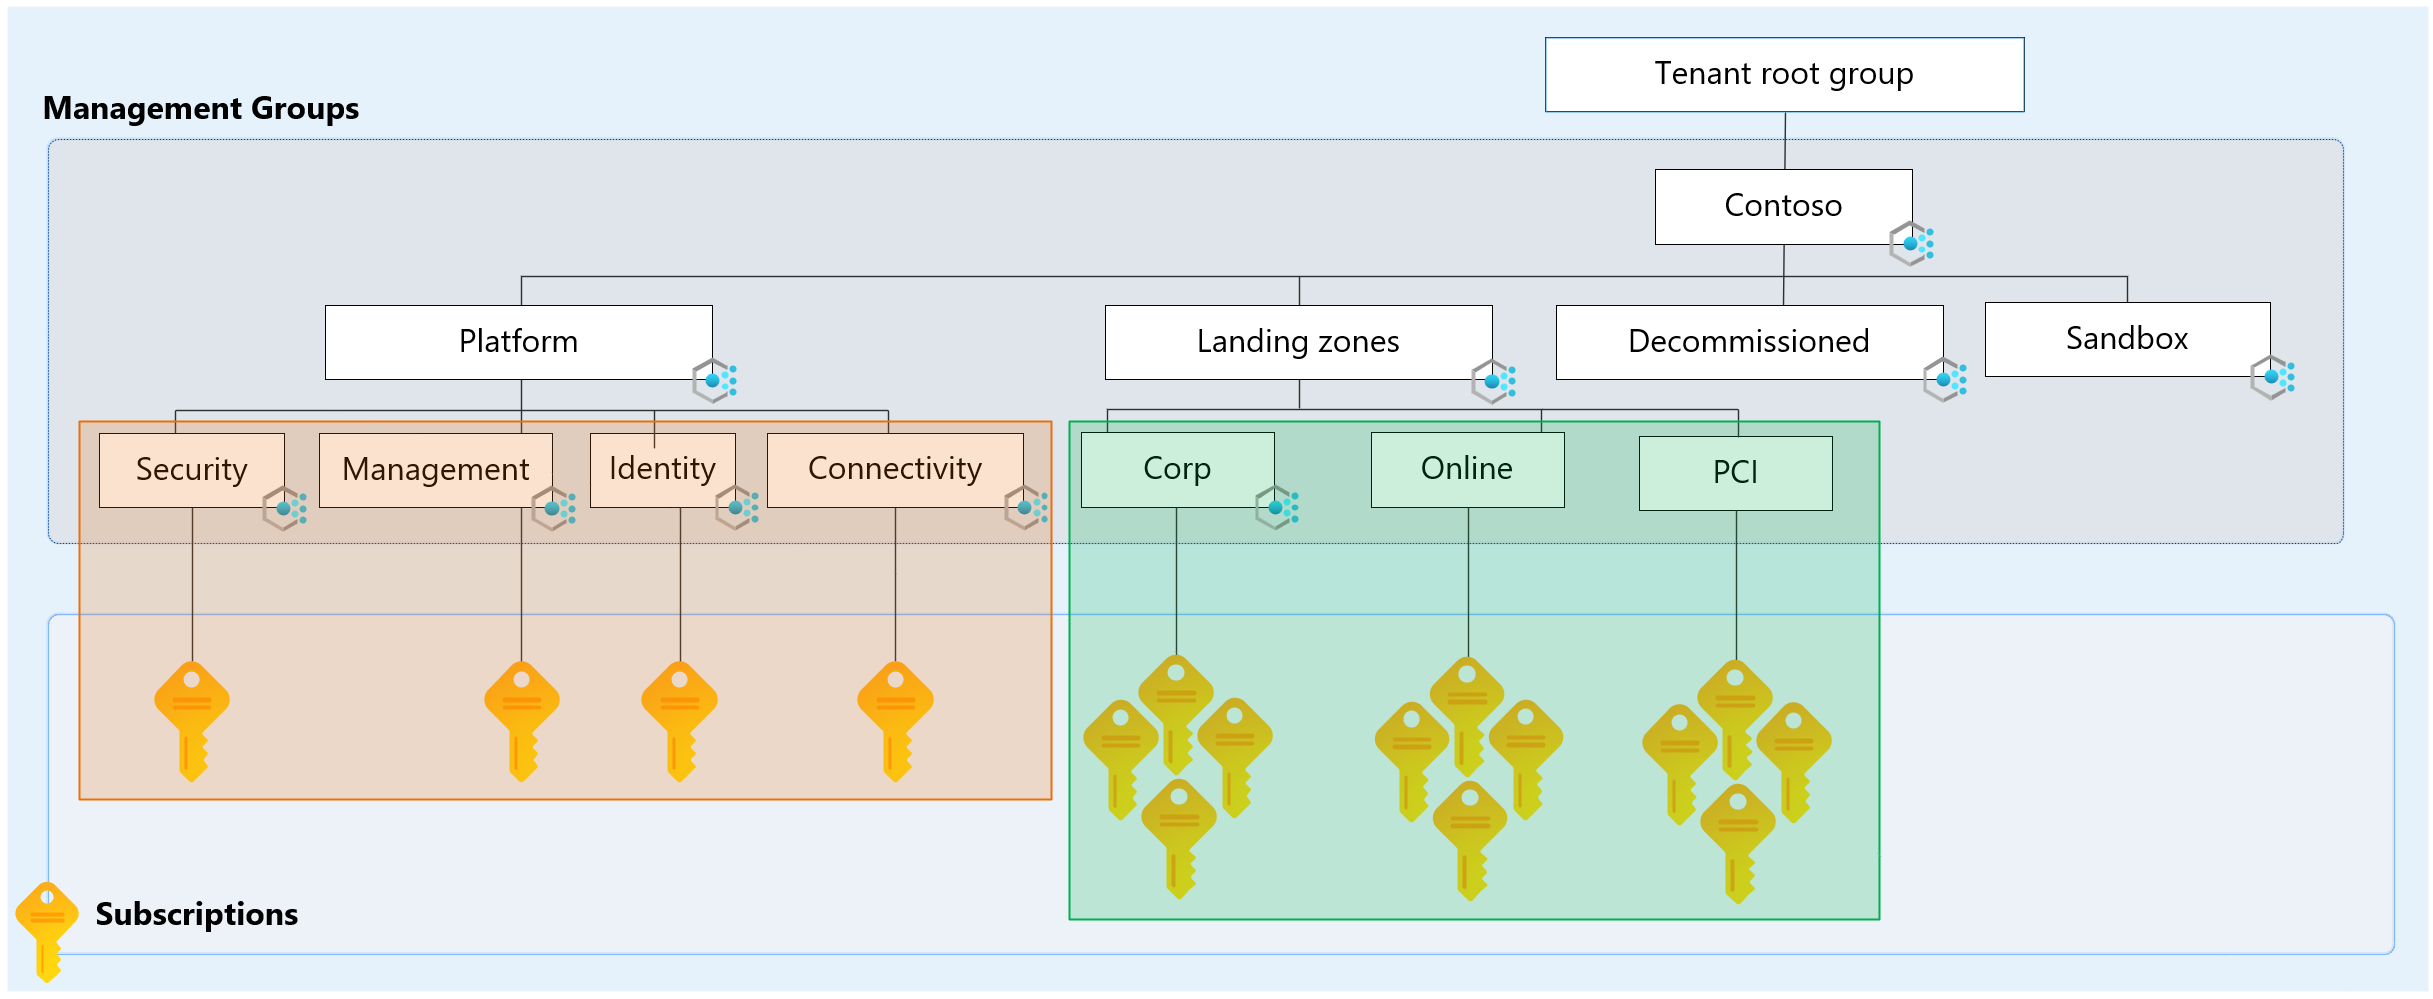 Tenant root group
Management Groups
Contoso
Platform
Landing zones
Decommissioned
Sandbox
Security
Management
Identity
Connectivity
Corp
Online
PCI
Subscriptions